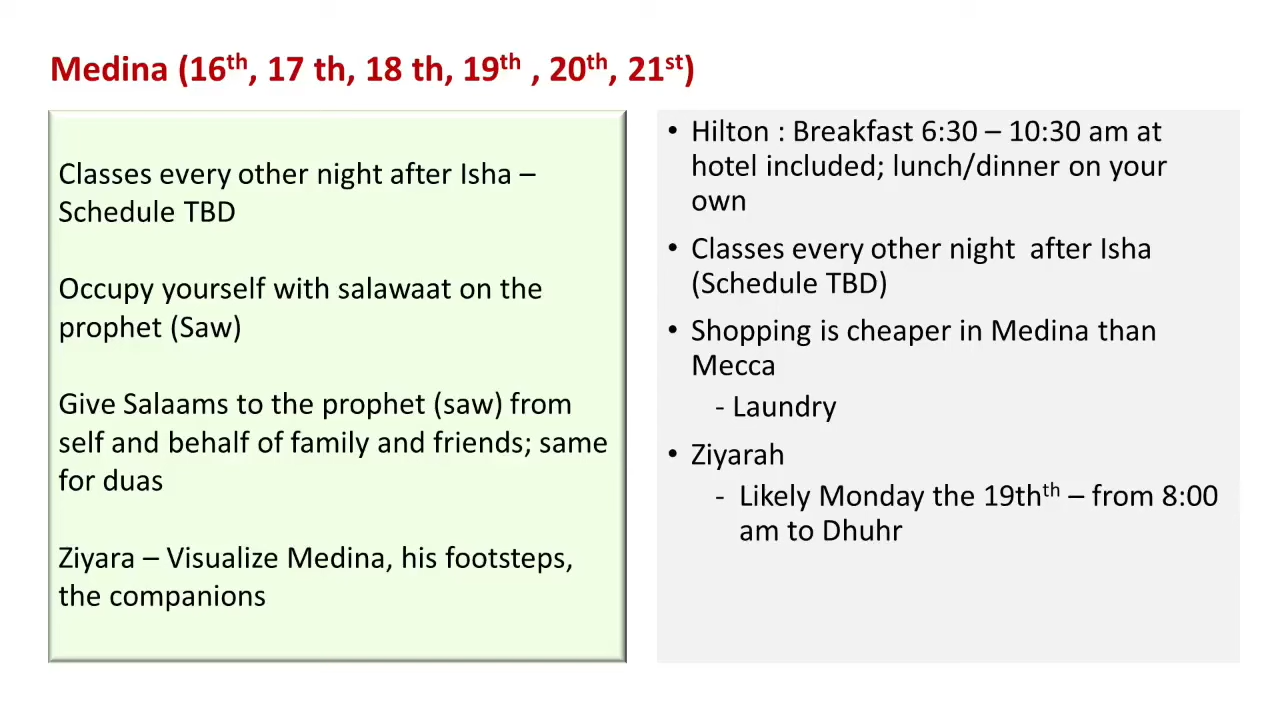 Medina (16th, 17 th, 18 th, 19th , 20th, 21st)
Classes every other night after Isha –
Schedule TBD
Occupy yourself with salawaat on the
prophet (Saw)
Give Salaams to the prophet (saw) from
self and behalf of family and friends; same
for duas
Ziyara – Visualize Medina, his footsteps,
the companions
• Hilton : Breakfast 6:30 – 10:30 am at
hotel included; lunch/dinner on your
own
• Classes every other night  after Isha
(Schedule TBD)
• Shopping is cheaper in Medina than
Mecca
- Laundry
• Ziyarah
- Likely Monday the 19thth – from 8:00
am to Dhuhr